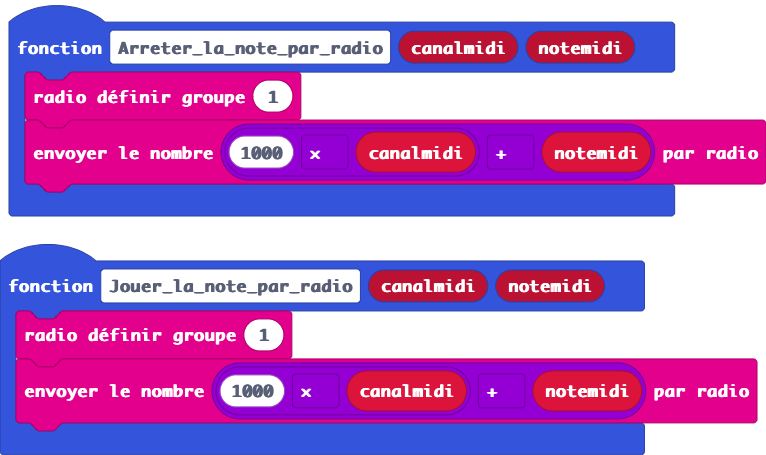 fonction Arreter_la_note_par_radio canalmidi notemidi
radio définir groupe 1
envoyer le nombre 1000 x canalmidi + notemidi par radio
fonction Jouer_la_note_par_radio canalmidi notemidi
radio définir groupe 1
envoyer le nombre 1000 x canalmidi + notemidi par radio